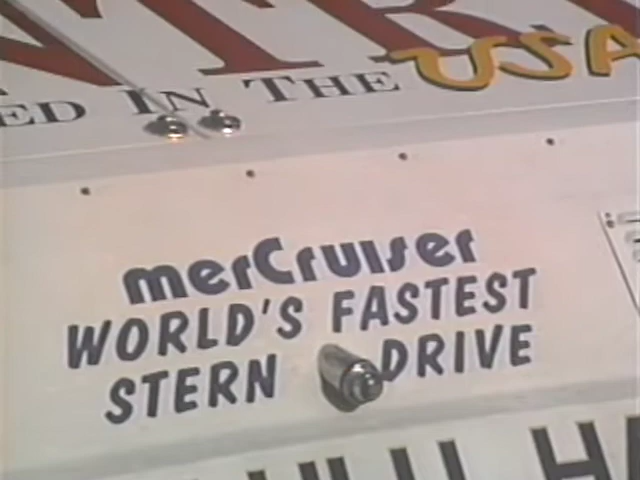 USA
ED IN THE
merCruiser
WORLD'S FASTEST
STERN DRIVE